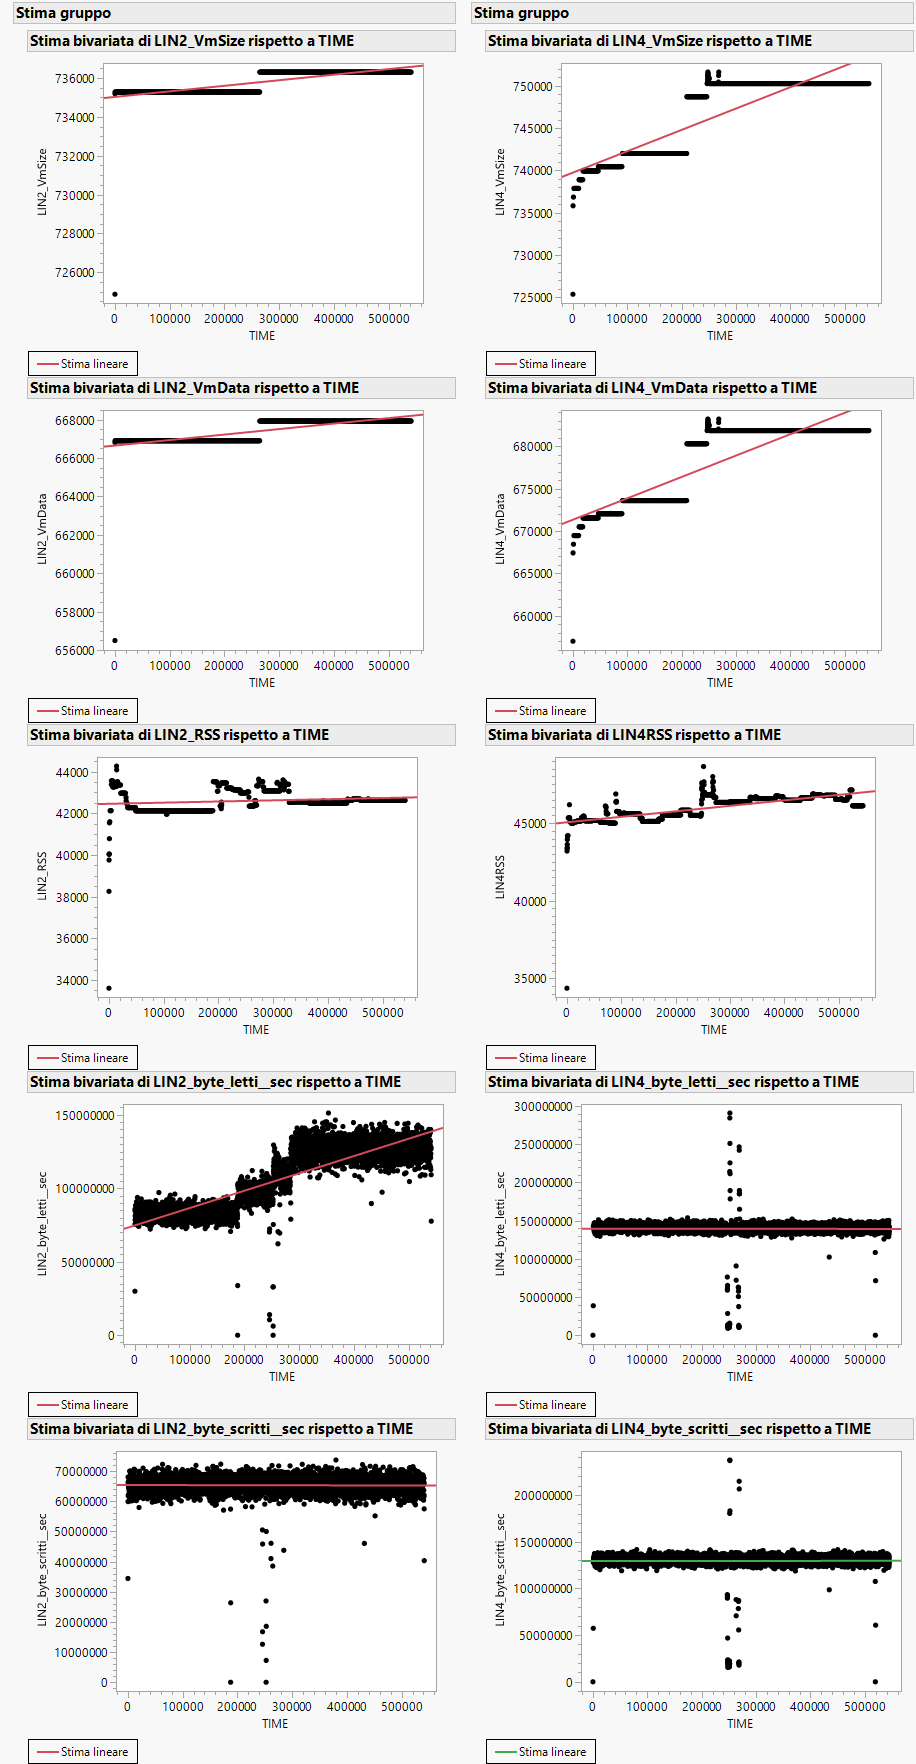 Stima gruppo
Stima bivariata di LIN2_VmSize rispetto a TIME
736000
734000
732000
730000
728000
726000
LIN2_VmSize
0 100000 200000 300000 400000 500000
TIME
Stima lineare
Stima bivariata di LIN2_VmData rispetto a TIME
668000
666000
664000
662000
660000
658000
656000
LIN2_VmData
0 100000 200000 300000 400000 500000
TIME
Stima lineare
Stima bivariata di LIN2_RSS rispetto a TIME
44000
42000
40000
38000
36000
34000
LIN2_RSS
0 100000 200000 300000 400000 500000
TIME
Stima lineare
Stima bivariata di LIN2_byte_letti__sec rispetto a TIME
150000000
100000000
50000000
0
LIN2_byte_letti__sec
0 100000 200000 300000 400000 500000
TIME
Stima lineare
Stima bivariata di LIN2_byte_scritti__sec rispetto a TIME
70000000
60000000
50000000
40000000
30000000
20000000
10000000
0
LIN2_byte_scritti__sec
0 100000 200000 300000 400000 500000
TIME
Stima lineare
Stima gruppo
Stima bivariata di LIN4_VmSize rispetto a TIME
750000
745000
740000
735000
730000
725000
LIN4_VmSize
0 100000 200000 300000 400000 500000
TIME
Stima lineare
Stima bivariata di LIN4_VmData rispetto a TIME
680000
675000
670000
665000
660000
LIN4_VmData
0 100000 200000 300000 400000 500000
TIME
Stima lineare
Stima bivariata di LIN4RSS rispetto a TIME
45000
40000
35000
LIN4RSS
0 100000 200000 300000 400000 500000
TIME
Stima lineare
Stima bivariata di LIN4_byte_letti__sec rispetto a TIME
300000000
250000000
200000000
150000000
100000000
50000000
0
LIN4_byte_letti__sec
0 100000 200000 300000 400000 500000
TIME
Stima lineare
Stima bivariata di LIN4_byte_scritti__sec rispetto a TIME
200000000
150000000
100000000
50000000
0
LIN4_byte_scritti__sec
0 100000 200000 300000 400000 500000
TIME
Stima lineare